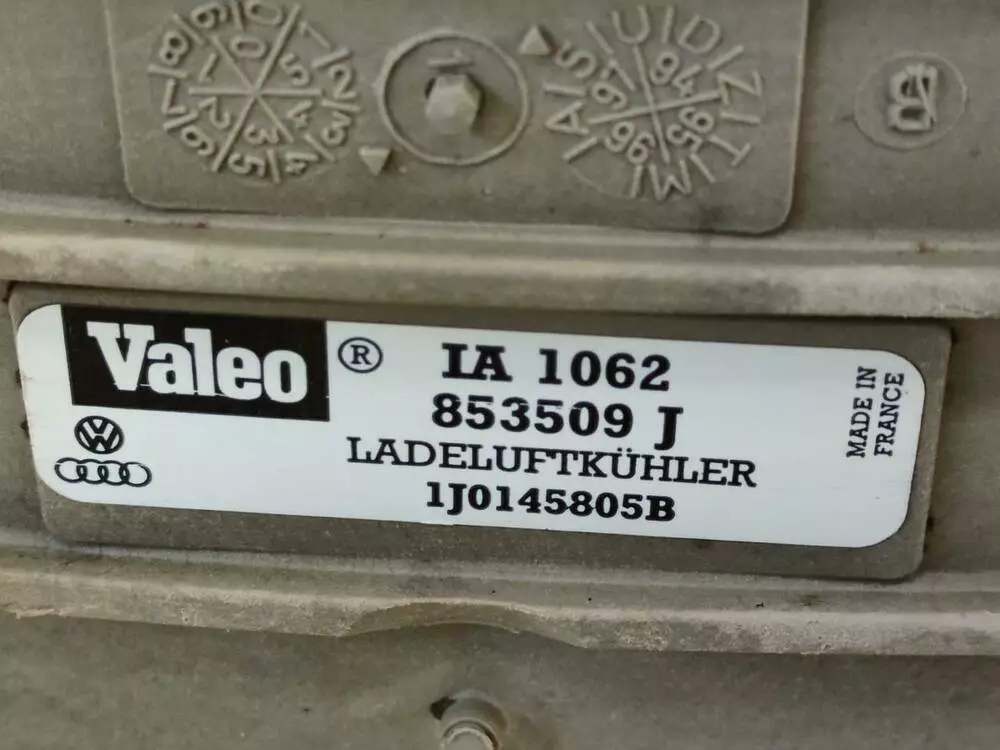 Valeo ®
IA 1062
853509 J
LADELUFTKÜHLER
1J0145805B
MADE IN
FRANCE